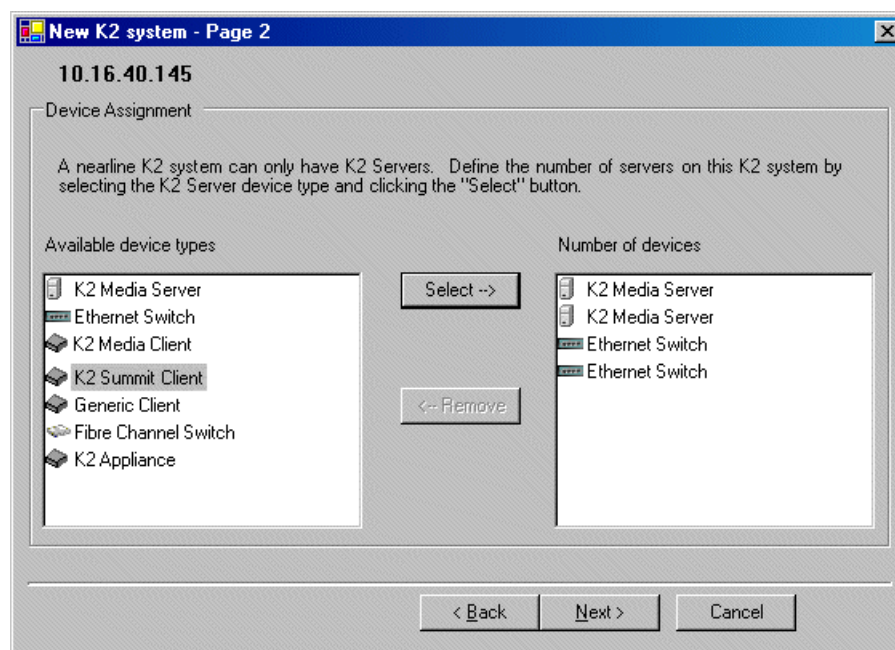 New K2 system - Page 2
10.16.40.145
Device Assignment
A nearline K2 system can only have K2 Servers. Define the number of servers on this K2 system by
selecting the K2 Server device type and clicking the "Select" button.
Available device types
Number of devices
K2 Media Server
Ethernet Switch
K2 Media Client
K2 Summit Client
Generic Client
Fibre Channel Switch
K2 Appliance
Select -->
<-- Remove
K2 Media Server
K2 Media Server
Ethernet Switch
Ethernet Switch
< Back
Next >
Cancel